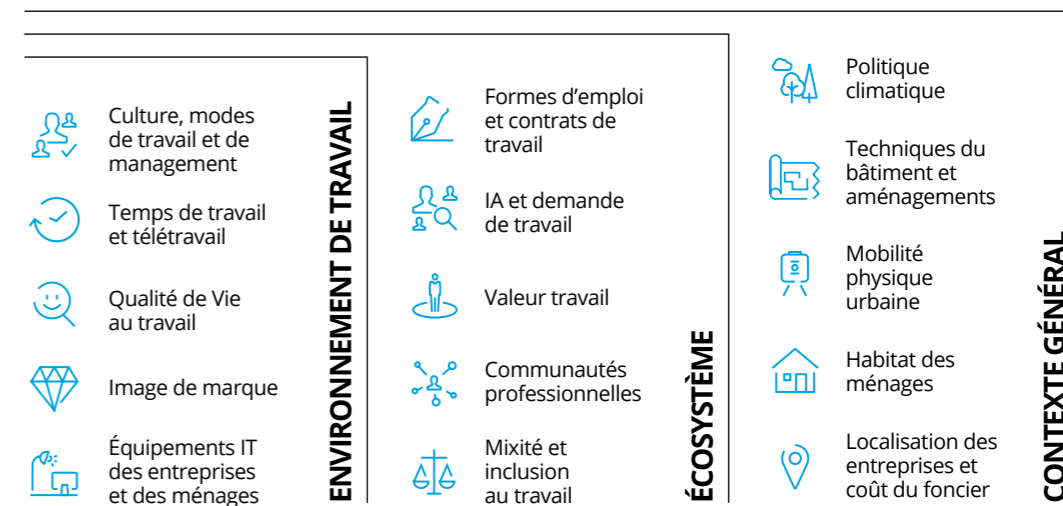 Culture, modes
de travail et de
management
Temps de travail
et télétravail
Qualité de Vie
au travail
Image de marque
Équipements IT
des entreprises
et des ménages
ENVIRONNEMENT DE TRAVAIL
Formes d’emploi
et contrats de
travail
IA et demande
de travail
Valeur travail
Communautés
professionnelles
Mixité et
inclusion
au travail
ÉCOSYSTÈME
Politique
climatique
Techniques du
bâtiment et
aménagements
Mobilité
physique
urbaine
Habitat des
ménages
Localisation des
entreprises et
coût du foncier
CONTEXTE GÉNÉRAL